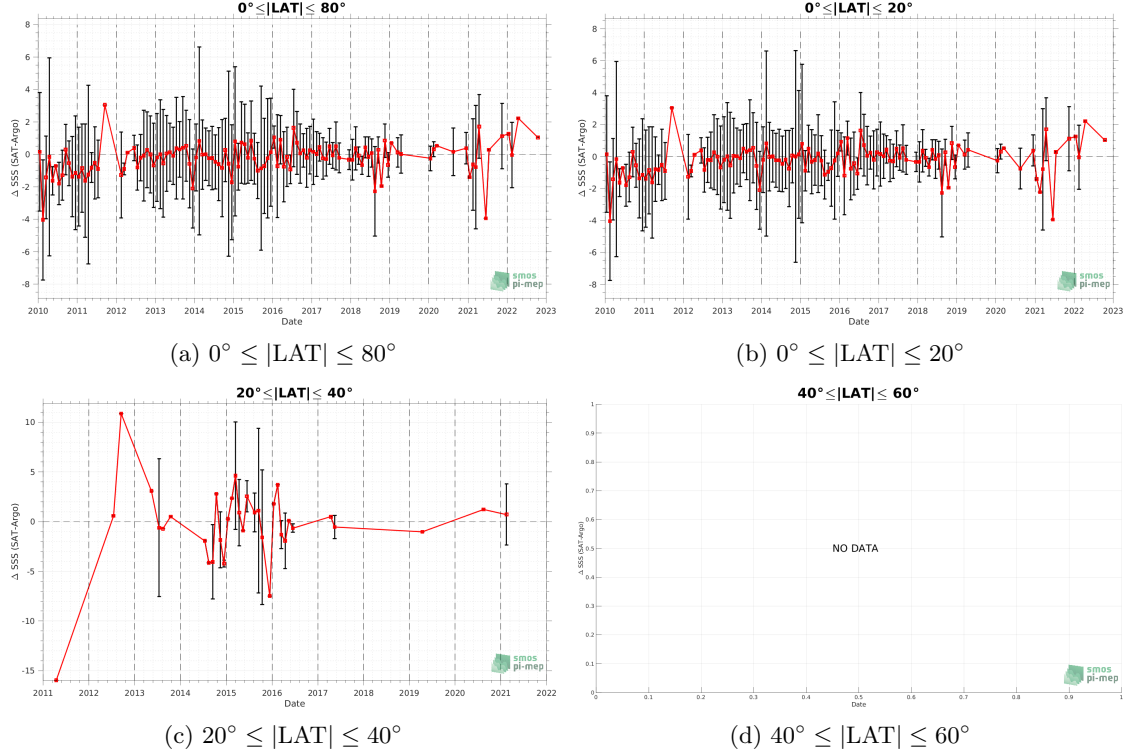 0°≤|LAT|≤ 80°
8
6
4
2
0
-2
-4
-6
-8
Δ SSS (SAT-Argo)
2010 2011 2012 2013 2014 2015 2016 2017 2018 2019 2020 2021 2022 2023
Date
smos
pi-mep
(a) 0° ≤ |LAT| ≤ 80°
0°≤|LAT|≤ 20°
8
6
4
2
0
-2
-4
-6
-8
Δ SSS (SAT-Argo)
2010 2011 2012 2013 2014 2015 2016 2017 2018 2019 2020 2021 2022 2023
Date
smos
pi-mep
(b) 0° ≤ |LAT| ≤ 20°
20°≤|LAT|≤ 40°
10
5
0
-5
-10
-15
Δ SSS (SAT-Argo)
2011 2012 2013 2014 2015 2016 2017 2018 2019 2020 2021 2022
Date
smos
pi-mep
(c) 20° ≤ |LAT| ≤ 40°
40°≤|LAT|≤ 60°
1
0.9
0.8
0.7
0.6
0.5
0.4
0.3
0.2
0.1
0
Δ SSS (SAT-Argo)
NO DATA
0 0.1 0.2 0.3 0.4 0.5 0.6 0.7 0.8 0.9 1
Date
smos
pi-mep
(d) 40° ≤ |LAT| ≤ 60°